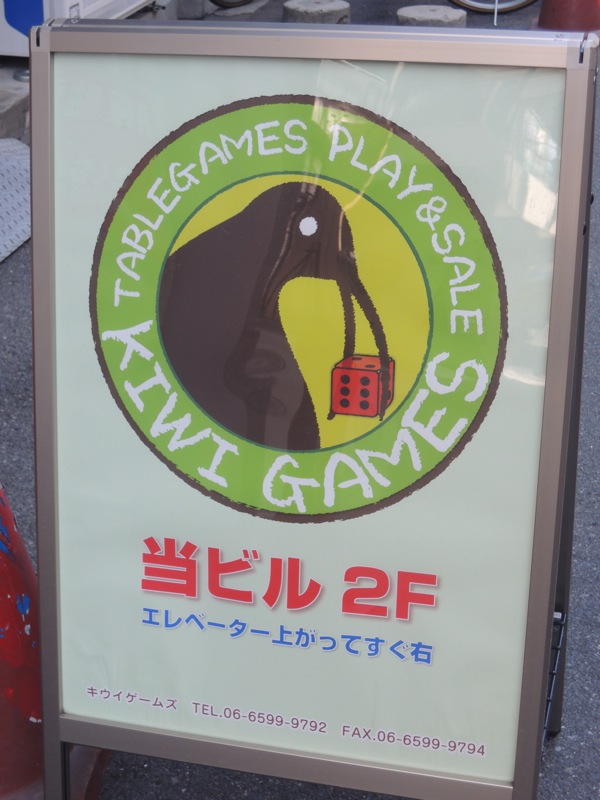 TABLEGAMES PLAY&SALE
KIWI GAMES
当ビル 2F
エレベーター上がってすぐ右
キウイゲームズ TEL.06-6599-9792 FAX.06-6599-9794